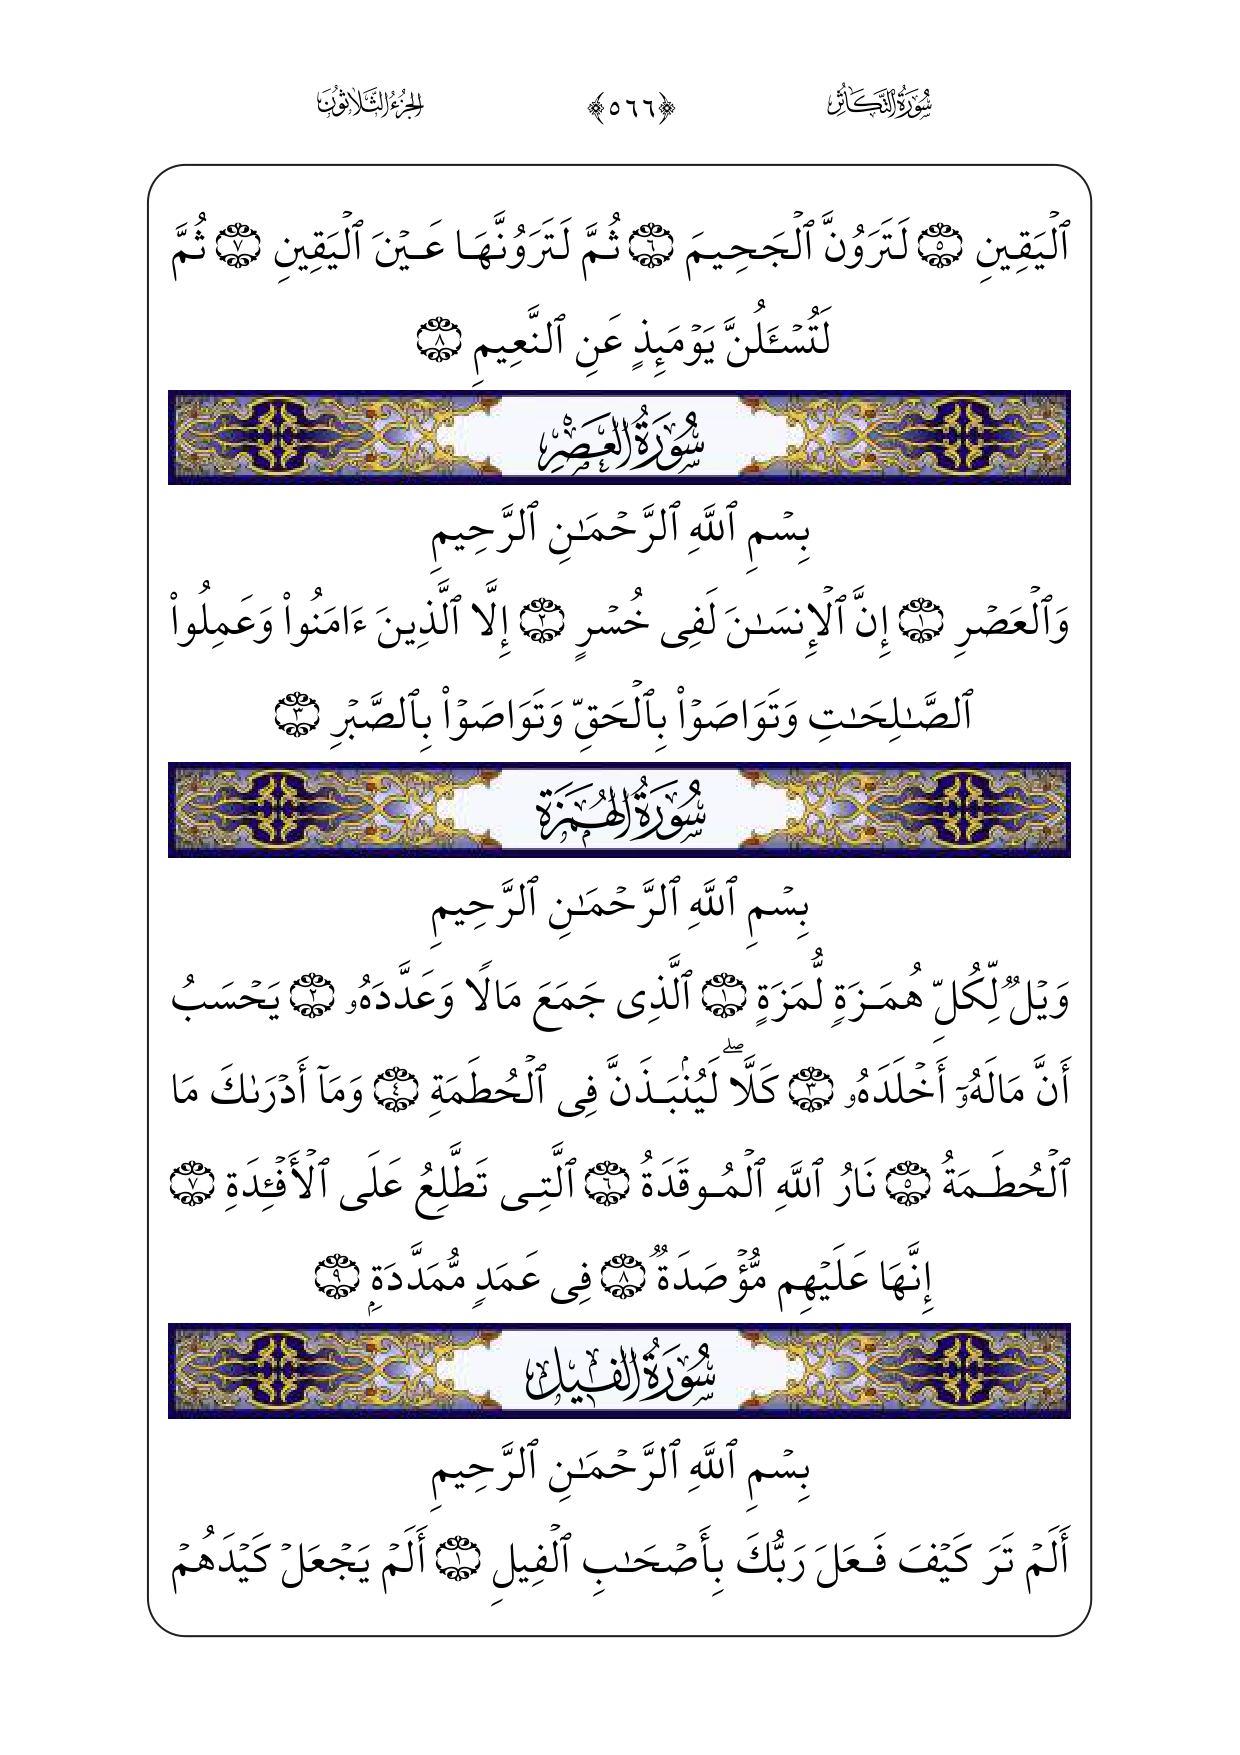 سُورَةُ التَّكَاثُرِ ﴿٥٦٦﴾ الجُزْءُ الثَّلَاثُونَ
ٱلۡيَقِينِ ٥ لَتَرَوُنَّ ٱلۡجَحِيمَ ٦ ثُمَّ لَتَرَوُنَّهَا عَيۡنَ ٱلۡيَقِينِ ٧ ثُمَّ
لَتُسۡـَٔلُنَّ يَوۡمَئِذٍ عَنِ ٱلنَّعِيمِ ٨
سُورَةُ العَصْرِ
بِسۡمِ ٱللَّهِ ٱلرَّحۡمَـٰنِ ٱلرَّحِيمِ
وَٱلۡعَصۡرِ ١ إِنَّ ٱلۡإِنسَـٰنَ لَفِى خُسۡرٍ ٢ إِلَّا ٱلَّذِينَ ءَامَنُوا۟ وَعَمِلُوا۟
ٱلصَّـٰلِحَـٰتِ وَتَوَاصَوۡا۟ بِٱلۡحَقِّ وَتَوَاصَوۡا۟ بِٱلصَّبۡرِ ٣
سُورَةُ الهُمَزَةِ
بِسۡمِ ٱللَّهِ ٱلرَّحۡمَـٰنِ ٱلرَّحِيمِ
وَيۡلٌ لِّكُلِّ هُمَزَةٍ لُّمَزَةٍ ١ ٱلَّذِى جَمَعَ مَالًا وَعَدَّدَهُۥ ٢ يَحۡسَبُ
أَنَّ مَالَهُۥٓ أَخۡلَدَهُۥ ٣ كَلَّاۖ لَيُنۢبَذَنَّ فِى ٱلۡحُطَمَةِ ٤ وَمَآ أَدۡرَىٰكَ مَا
ٱلۡحُطَمَةُ ٥ نَارُ ٱللَّهِ ٱلۡمُوقَدَةُ ٦ ٱلَّتِى تَطَّلِعُ عَلَى ٱلۡأَفۡـِٔدَةِ ٧
إِنَّهَا عَلَيۡهِم مُّؤۡصَدَةٌ ٨ فِى عَمَدٍ مُّمَدَّدَةِۭ ٩
سُورَةُ الفِيلِ
بِسۡمِ ٱللَّهِ ٱلرَّحۡمَـٰنِ ٱلرَّحِيمِ
أَلَمۡ تَرَ كَيۡفَ فَعَلَ رَبُّكَ بِأَصۡحَـٰبِ ٱلۡفِيلِ ١ أَلَمۡ يَجۡعَلۡ كَيۡدَهُمۡ